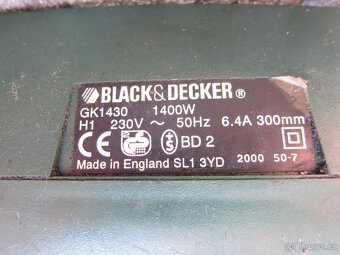 BLACK&DECKER®
GK1430 1400W
H1 230V ~ 50Hz 6.4A 300mm
CE GS S BD 2
Made in England SL1 3YD 2000 50-7